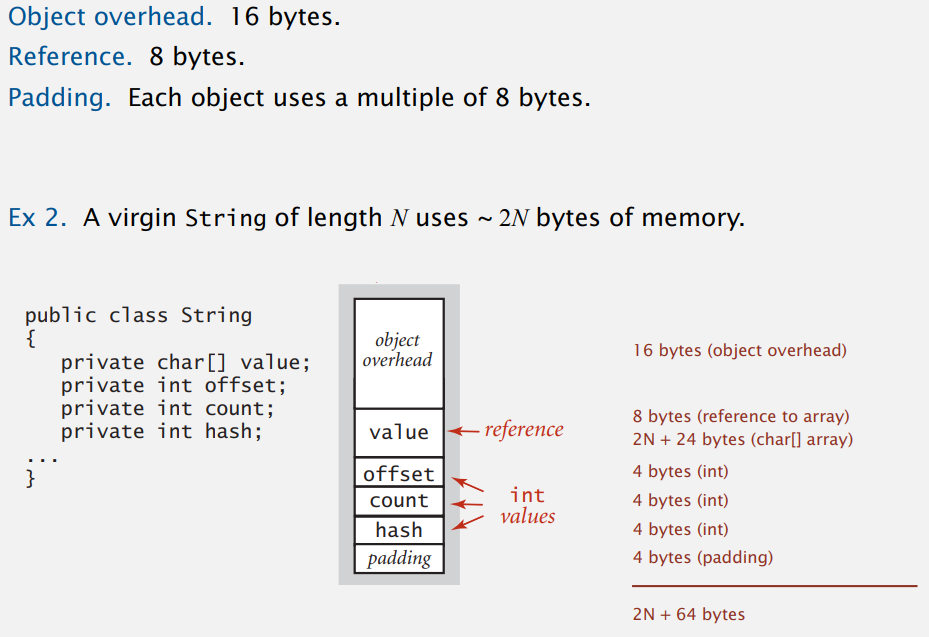 Object overhead. 16 bytes.
Reference. 8 bytes.
Padding. Each object uses a multiple of 8 bytes.
Ex 2. A virgin String of length N uses ~ 2N bytes of memory.
public class String
{
   private char[] value;
   private int offset;
   private int count;
   private int hash;
...
}
object
overhead
value
offset
count
hash
padding
reference
int
values
16 bytes (object overhead)
8 bytes (reference to array)
2N + 24 bytes (char[] array)
4 bytes (int)
4 bytes (int)
4 bytes (int)
4 bytes (padding)
2N + 64 bytes